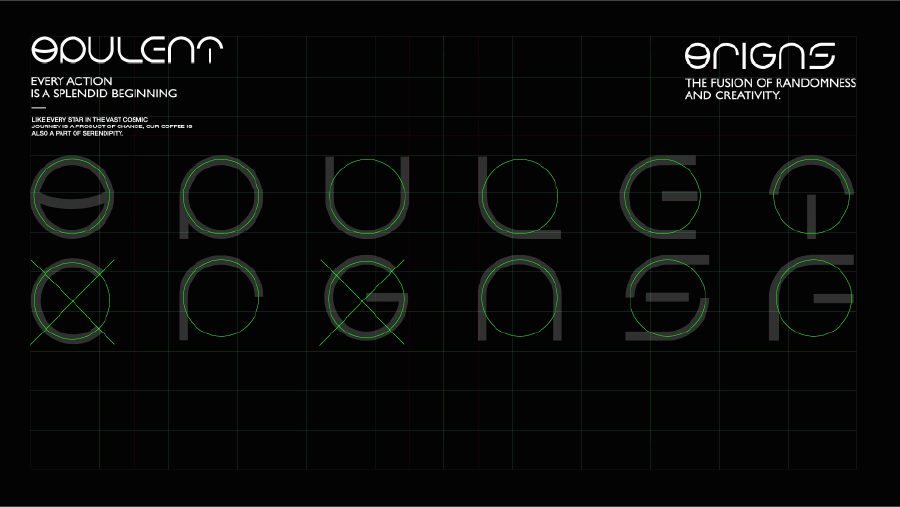 OPULENT
EVERY ACTION
IS A SPLENDID BEGINNING
LIKE EVERY STAR IN THE VAST COSMIC
JOURNEY IS A PRODUCT OF CHANCE, OUR COFFEE IS
ALSO A PART OF SERENDIPITY.
ORIGNS
THE FUSION OF RANDOMNESS
AND CREATIVITY.
O P U L E T
C r G n S F